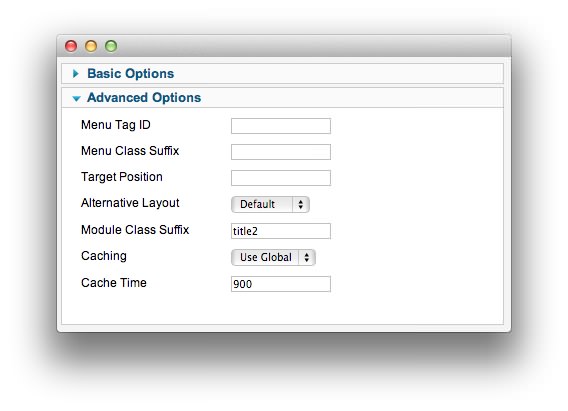 Basic Options
Advanced Options
Menu Tag ID
Menu Class Suffix
Target Position
Alternative Layout Default
Module Class Suffix title2
Caching Use Global
Cache Time 900